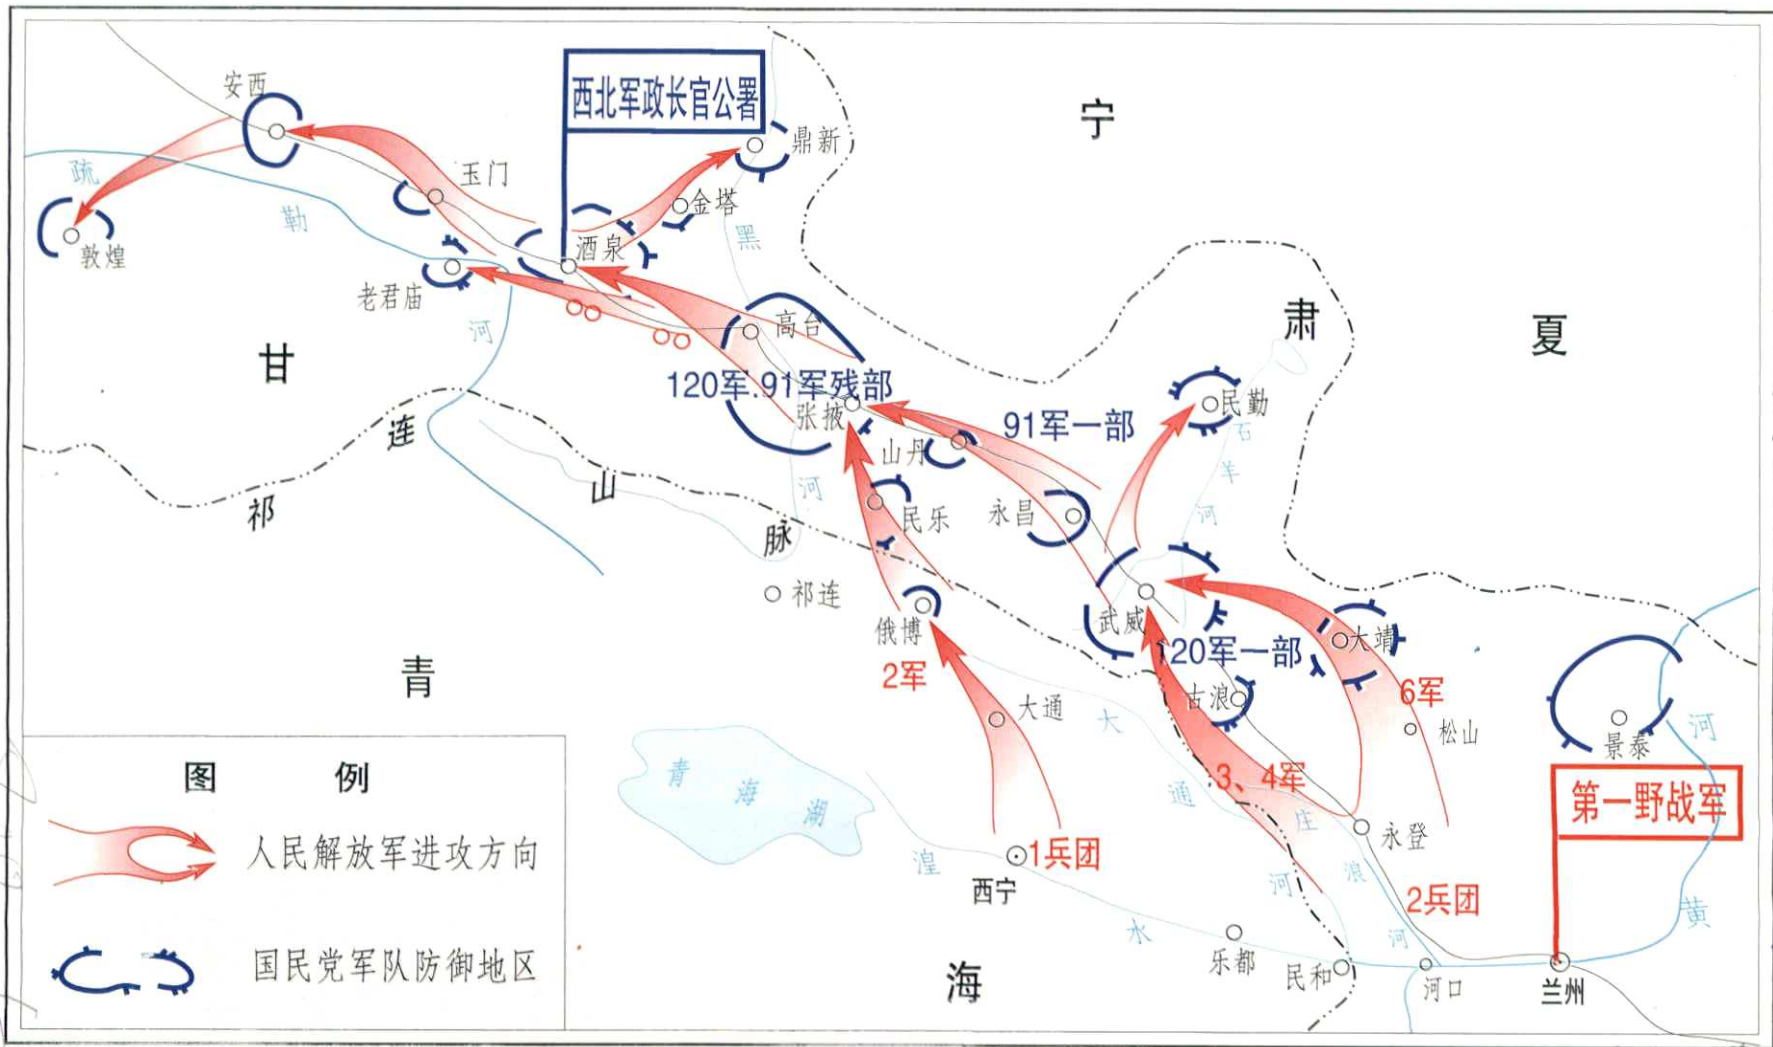 安西
西北军政长官公署
鼎新
宁
疏
勒
河
玉门
金塔
黑
河
敦煌
酒泉
老君庙
高台
甘
肃
夏
120军.91军残部
张掖
91军一部
民勤
石
羊
河
山丹
连
祁
山
脉
民乐
永昌
祁连
俄博
武威
120军一部
大靖
2军
青
古浪
6军
大通
大
通
河
松山
景泰
河
黄
3、4军
第一野战军
青
海
湖
庄
浪
河
永登
1兵团
西宁
湟
水
2兵团
乐都
民和
河口
兰州
海
图 例
人民解放军进攻方向
国民党军队防御地区